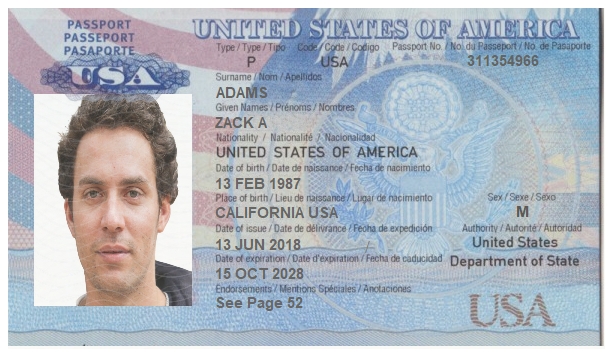 PASSPORT
PASSEPORT
PASAPORTE
USA
UNITED STATES OF AMERICA
Type / Type / Tipo Code / Code / Codigo Passport No. / No. du Passeport / No. de Pasaporte
P USA 311354966
Surname / Nom / Apellidos
ADAMS
Given Names / Prénoms / Nombres
ZACK A
Nationality / Nationalité / Nacionalidad
UNITED STATES OF AMERICA
Date of birth / Date de naissance / Fecha de nacimiento
13 FEB 1987
Place of birth / Lieu de naissance / Lugar de nacimiento Sex / Sexe / Sexo
CALIFORNIA USA M
Date of issue / Date de délivrance / Fecha de expedición Authority / Autorité / Autoridad
13 JUN 2018 United States
Date of expiration / Date d'expiration / Fecha de caducidad Department of State
15 OCT 2028
Endorsements / Mentions Spéciales / Anotaciones
See Page 52
USA